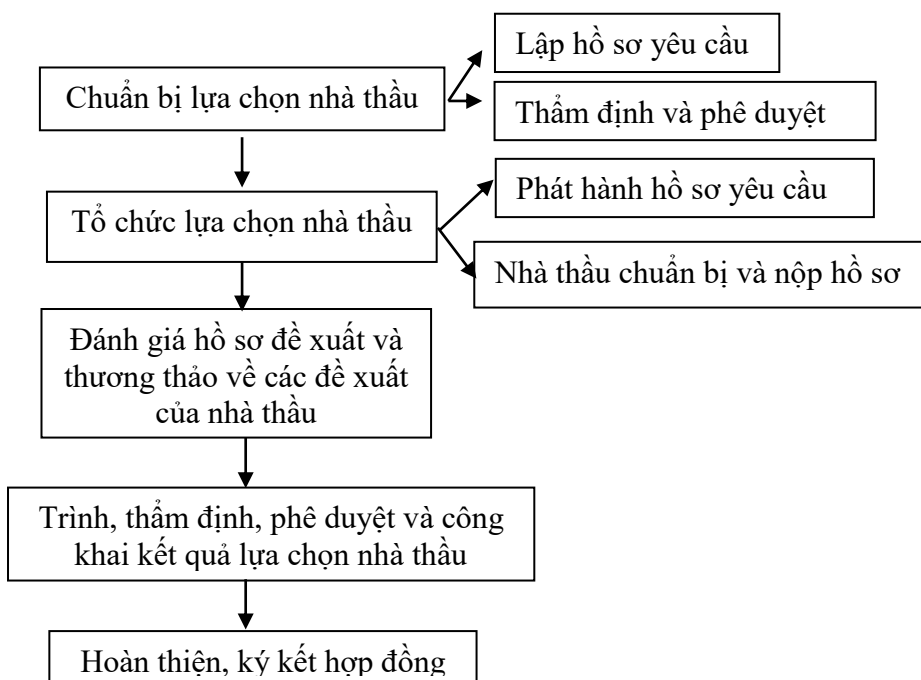 Lập hồ sơ yêu cầu
Chuẩn bị lựa chọn nhà thầu
Thẩm định và phê duyệt
Phát hành hồ sơ yêu cầu
Tổ chức lựa chọn nhà thầu
Nhà thầu chuẩn bị và nộp hồ sơ
Đánh giá hồ sơ đề xuất và
thương thảo về các đề xuất
của nhà thầu
Trình, thẩm định, phê duyệt và công
khai kết quả lựa chọn nhà thầu
Hoàn thiện, ký kết hợp đồng